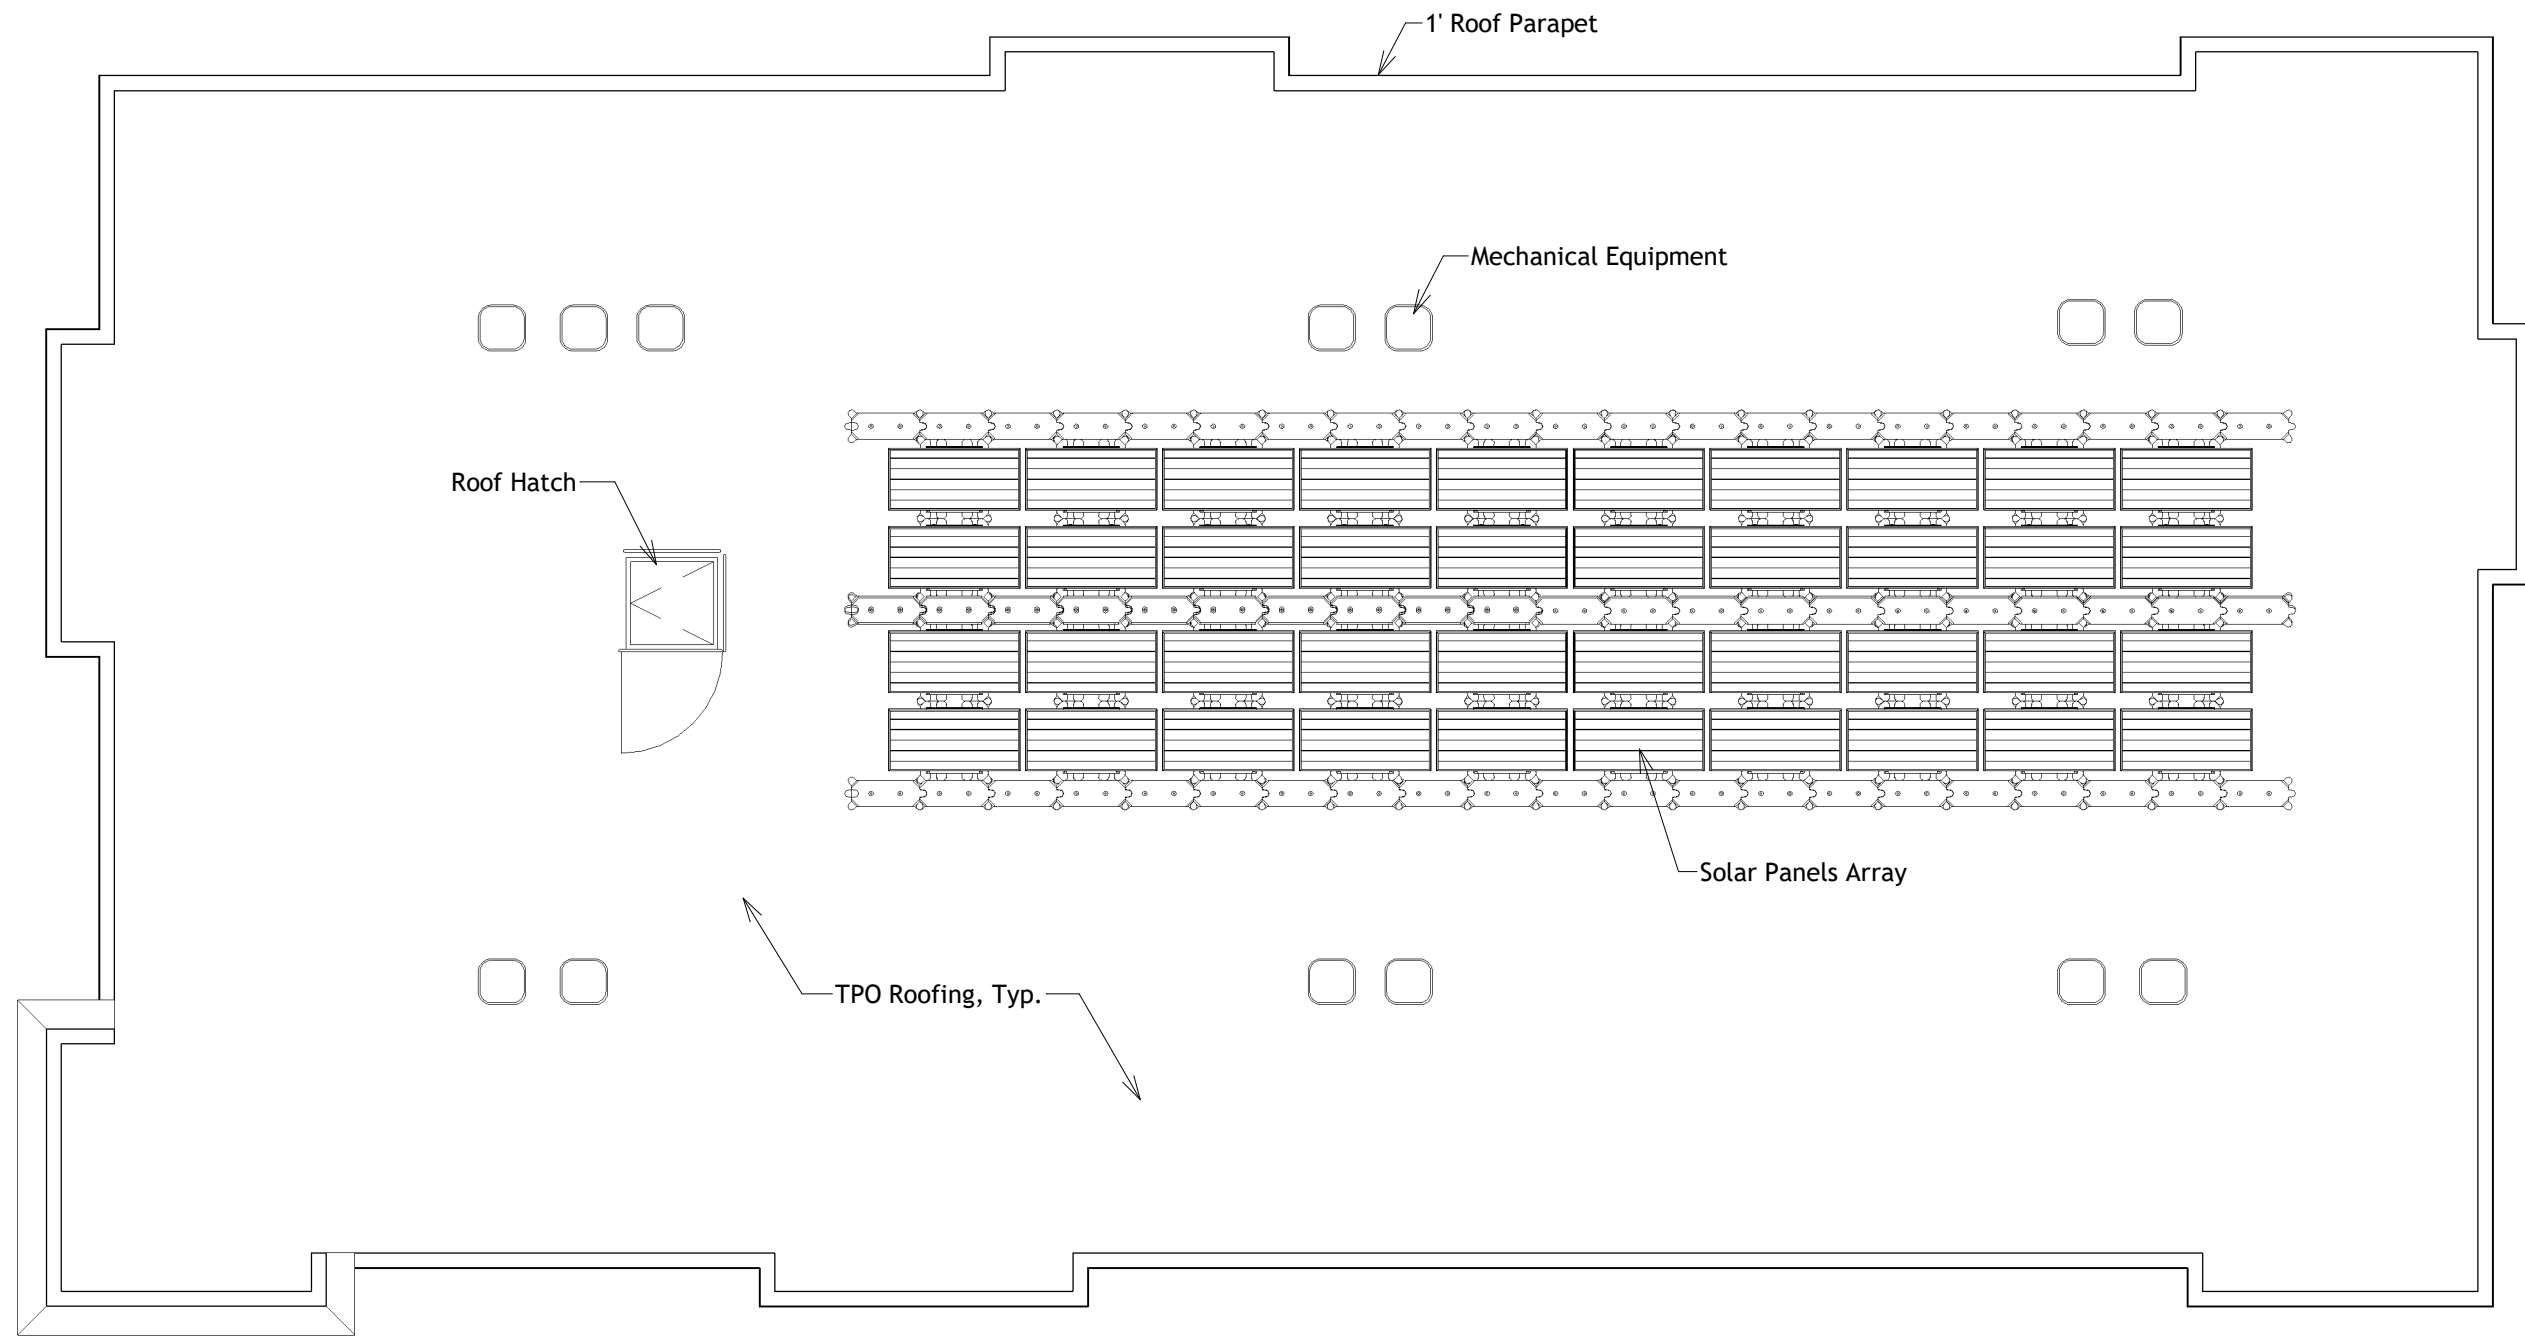 1' Roof Parapet
Mechanical Equipment
Roof Hatch
Solar Panels Array
TPO Roofing, Typ.